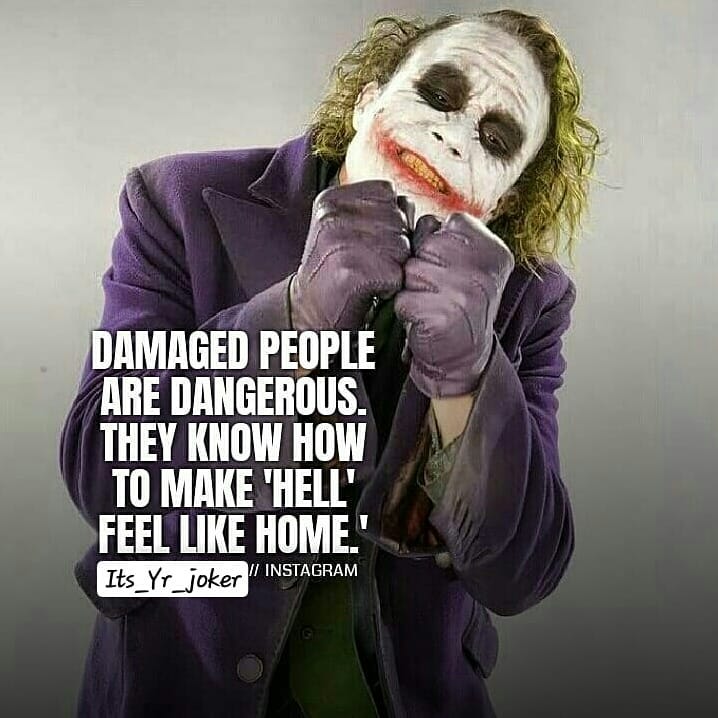 DAMAGED PEOPLE
ARE DANGEROUS.
THEY KNOW HOW
TO MAKE 'HELL'
FEEL LIKE HOME.'
Its_Yr_joker // INSTAGRAM